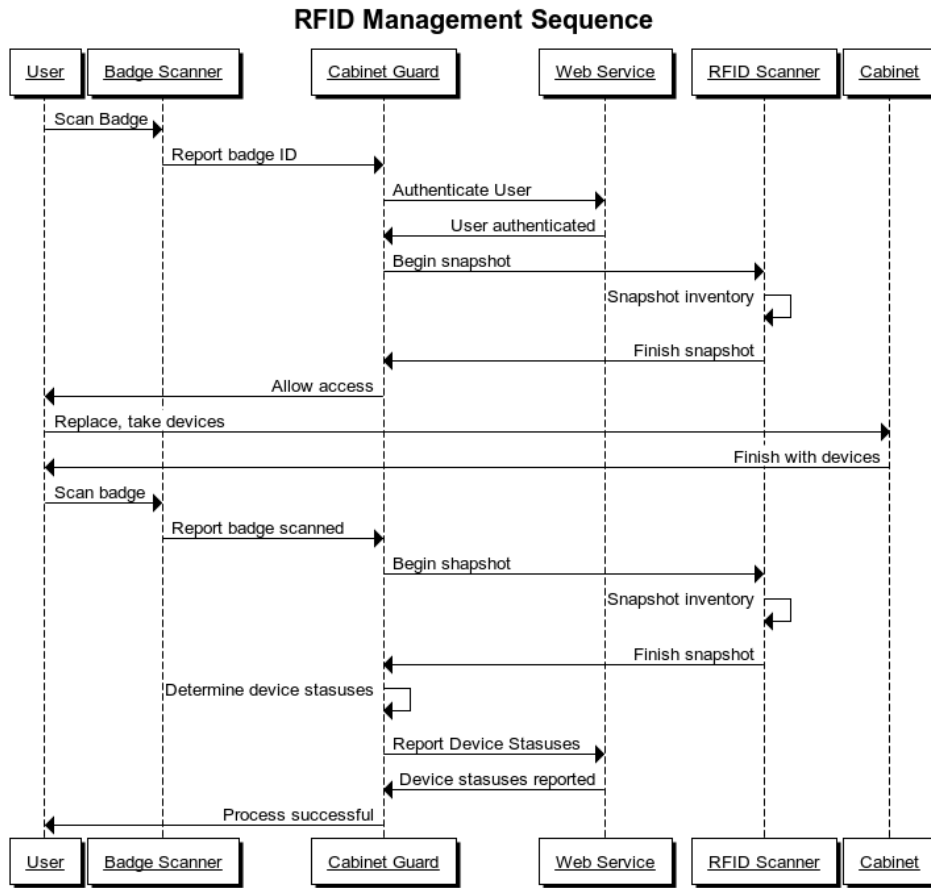 RFID Management Sequence
User
Badge Scanner
Cabinet Guard
Web Service
RFID Scanner
Cabinet
Scan Badge
Report badge ID
Authenticate User
User authenticated
Begin snapshot
Snapshot inventory
Finish snapshot
Allow access
Replace, take devices
Finish with devices
Scan badge
Report badge scanned
Begin shapshot
Snapshot inventory
Finish snapshot
Determine device stasuses
Report Device Stasuses
Device stasuses reported
Process successful
User
Badge Scanner
Cabinet Guard
Web Service
RFID Scanner
Cabinet